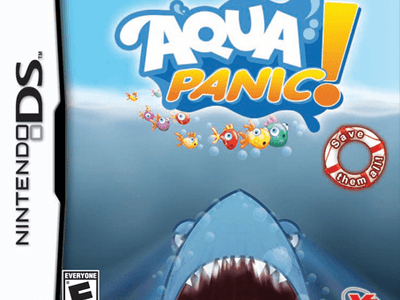 NINTENDO DS
AQUA
PANIC!
Save
them all!
EVERYONE
E